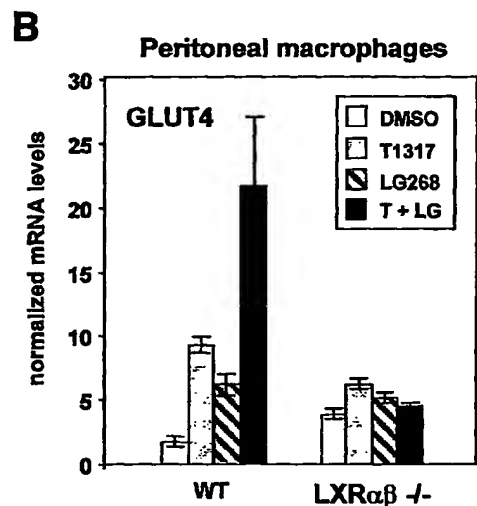 B
Peritoneal macrophages
GLUT4
DMSO
T1317
LG268
T + LG
normalized mRNA levels
30
25
20
15
10
5
0
WT
LXRαβ -/-